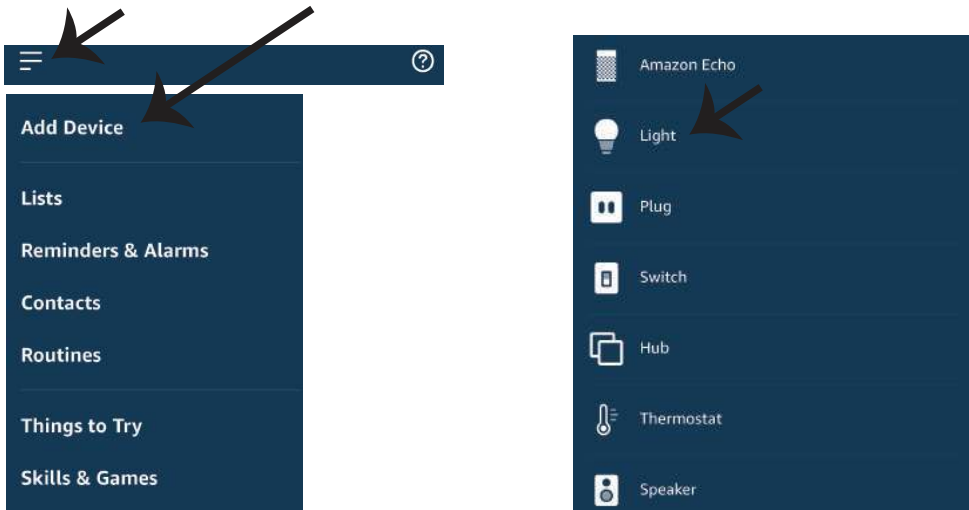 Add Device
Lists
Reminders & Alarms
Contacts
Routines
Things to Try
Skills & Games
Amazon Echo
Light
Plug
Switch
Hub
Thermostat
Speaker